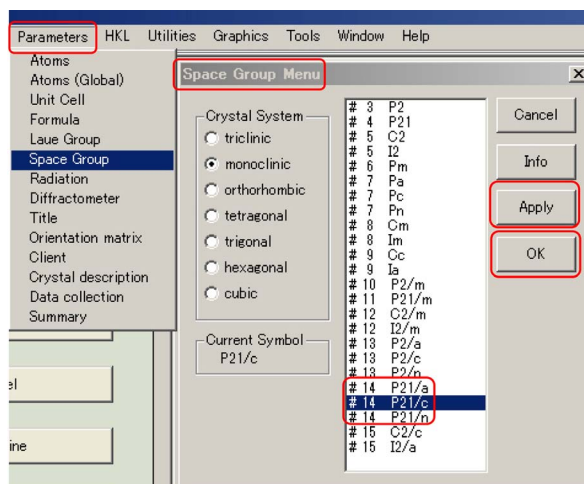 Parameters HKL Utilities Graphics Tools Window Help
Atoms
Atoms (Global)
Unit Cell
Formula
Laue Group
Space Group
Radiation
Diffractometer
Title
Orientation matrix
Client
Crystal description
Data collection
Summary
el
ine
Space Group Menu
Crystal System
triclinic
monoclinic
orthorhombic
tetragonal
trigonal
hexagonal
cubic
Current Symbol
P21/c
# 3 P2
# 4 P21
# 5 C2
# 5 I2
# 6 Pm
# 7 Pa
# 7 Pc
# 7 Pn
# 8 Cm
# 8 Im
# 9 Cc
# 9 Ia
# 10 P2/m
# 11 P21/m
# 12 C2/m
# 12 I2/m
# 13 P2/a
# 13 P2/c
# 13 P2/n
# 14 P21/a
# 14 P21/c
# 14 P21/n
# 15 C2/c
# 15 I2/a
Cancel
Info
Apply
OK